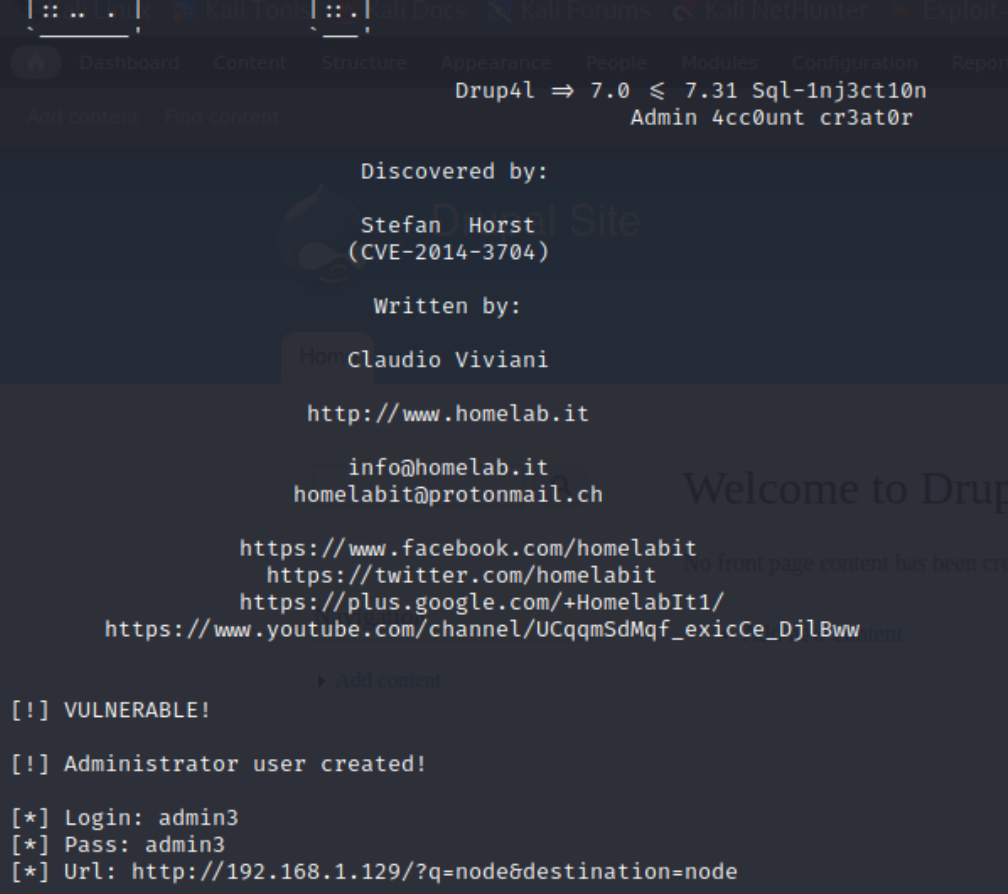 Kali Tools Kali Docs Kali Forums Kali NetHunter Exploit-
|::.. . | |::.|
`-------' `---'
Dashboard Content Structure Appearance People Modules Configuration Report
Add content Find content
Drup4l => 7.0 <= 7.31 Sql-1nj3ct10n
Admin 4cc0unt cr3at0r
Discovered by:
Drupal Site
Stefan Horst
(CVE-2014-3704)
Written by:
Home
Claudio Viviani
http://www.homelab.it
info@homelab.it
homelabit@protonmail.ch
Welcome to Drup
https://www.facebook.com/homelabit
No front page content has been cre
https://twitter.com/homelabit
https://plus.google.com/+HomelabIt1/
https://www.youtube.com/channel/UCqqmSdMqf_exicCe_DjlBww
Add content
[!] VULNERABLE!
[!] Administrator user created!
[*] Login: admin3
[*] Pass: admin3
[*] Url: http://192.168.1.129/?q=node&destination=node